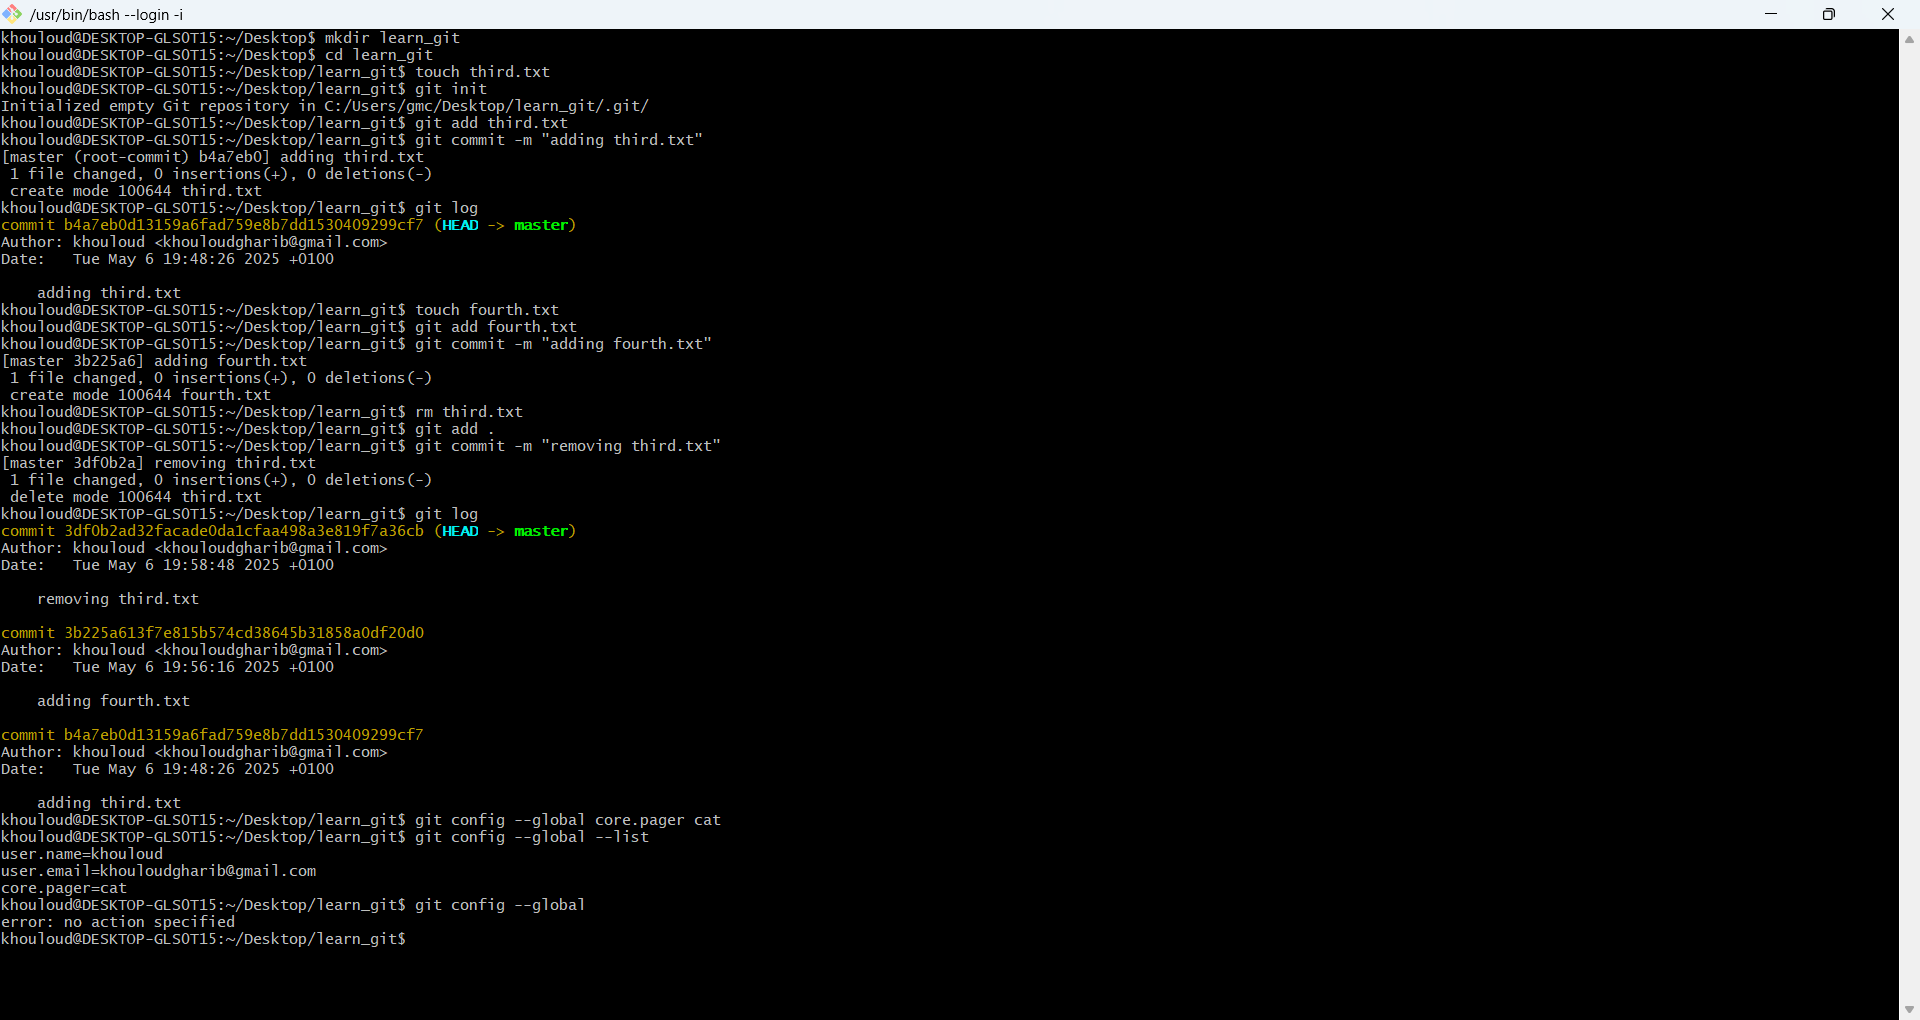 /usr/bin/bash --login -i
khouloud@DESKTOP-GLSOT15:~/Desktop$ mkdir learn_git
khouloud@DESKTOP-GLSOT15:~/Desktop$ cd learn_git
khouloud@DESKTOP-GLSOT15:~/Desktop/learn_git$ touch third.txt
khouloud@DESKTOP-GLSOT15:~/Desktop/learn_git$ git init
Initialized empty Git repository in C:/Users/gmc/Desktop/learn_git/.git/
khouloud@DESKTOP-GLSOT15:~/Desktop/learn_git$ git add third.txt
khouloud@DESKTOP-GLSOT15:~/Desktop/learn_git$ git commit -m "adding third.txt"
[master (root-commit) b4a7eb0] adding third.txt
 1 file changed, 0 insertions(+), 0 deletions(-)
 create mode 100644 third.txt
khouloud@DESKTOP-GLSOT15:~/Desktop/learn_git$ git log
commit b4a7eb0d13159a6fad759e8b7dd1530409299cf7 (HEAD -> master)
Author: khouloud <khouloudgharib@gmail.com>
Date:   Tue May 6 19:48:26 2025 +0100

    adding third.txt
khouloud@DESKTOP-GLSOT15:~/Desktop/learn_git$ touch fourth.txt
khouloud@DESKTOP-GLSOT15:~/Desktop/learn_git$ git add fourth.txt
khouloud@DESKTOP-GLSOT15:~/Desktop/learn_git$ git commit -m "adding fourth.txt"
[master 3b225a6] adding fourth.txt
 1 file changed, 0 insertions(+), 0 deletions(-)
 create mode 100644 fourth.txt
khouloud@DESKTOP-GLSOT15:~/Desktop/learn_git$ rm third.txt
khouloud@DESKTOP-GLSOT15:~/Desktop/learn_git$ git add .
khouloud@DESKTOP-GLSOT15:~/Desktop/learn_git$ git commit -m "removing third.txt"
[master 3df0b2a] removing third.txt
 1 file changed, 0 insertions(+), 0 deletions(-)
 delete mode 100644 third.txt
khouloud@DESKTOP-GLSOT15:~/Desktop/learn_git$ git log
commit 3df0b2ad32facade0da1cfaa498a3e819f7a36cb (HEAD -> master)
Author: khouloud <khouloudgharib@gmail.com>
Date:   Tue May 6 19:58:48 2025 +0100

    removing third.txt

commit 3b225a613f7e815b574cd38645b31858a0df20d0
Author: khouloud <khouloudgharib@gmail.com>
Date:   Tue May 6 19:56:16 2025 +0100

    adding fourth.txt

commit b4a7eb0d13159a6fad759e8b7dd1530409299cf7
Author: khouloud <khouloudgharib@gmail.com>
Date:   Tue May 6 19:48:26 2025 +0100

    adding third.txt
khouloud@DESKTOP-GLSOT15:~/Desktop/learn_git$ git config --global core.pager cat
khouloud@DESKTOP-GLSOT15:~/Desktop/learn_git$ git config --global --list
user.name=khouloud
user.email=khouloudgharib@gmail.com
core.pager=cat
khouloud@DESKTOP-GLSOT15:~/Desktop/learn_git$ git config --global
error: no action specified
khouloud@DESKTOP-GLSOT15:~/Desktop/learn_git$